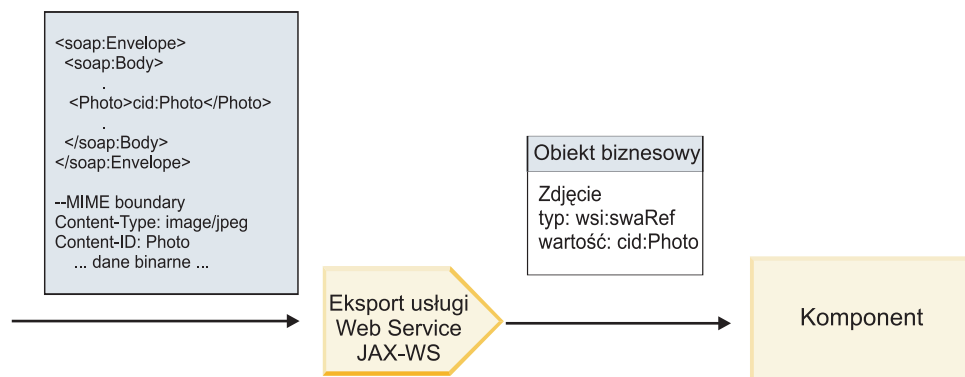 <soap:Envelope>
<soap:Body>
.
<Photo>cid:Photo</Photo>
.
</soap:Body>
</soap:Envelope>
--MIME boundary
Content-Type: image/jpeg
Content-ID: Photo
... dane binarne ...
Obiekt biznesowy
Zdjęcie
typ: wsi:swaRef
wartość: cid:Photo
Eksport usługi
Web Service
JAX-WS
Komponent